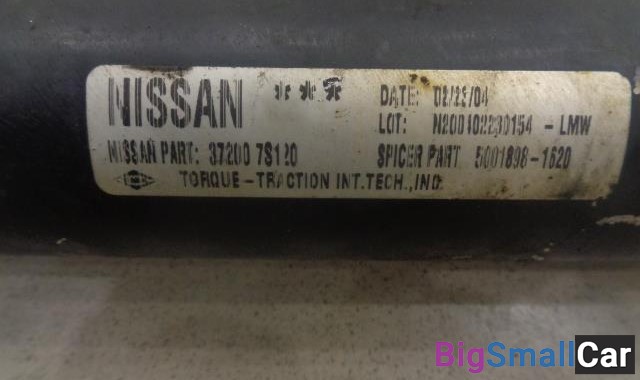 NISSAN *** DATE: 02/23/04
LOT: N200402230154 - LMW
NISSAN PART: 37200 7S120 SPICER PART 5001898-1520
TORQUE-TRACTION INT.TECH.,INC
BigSmallCar